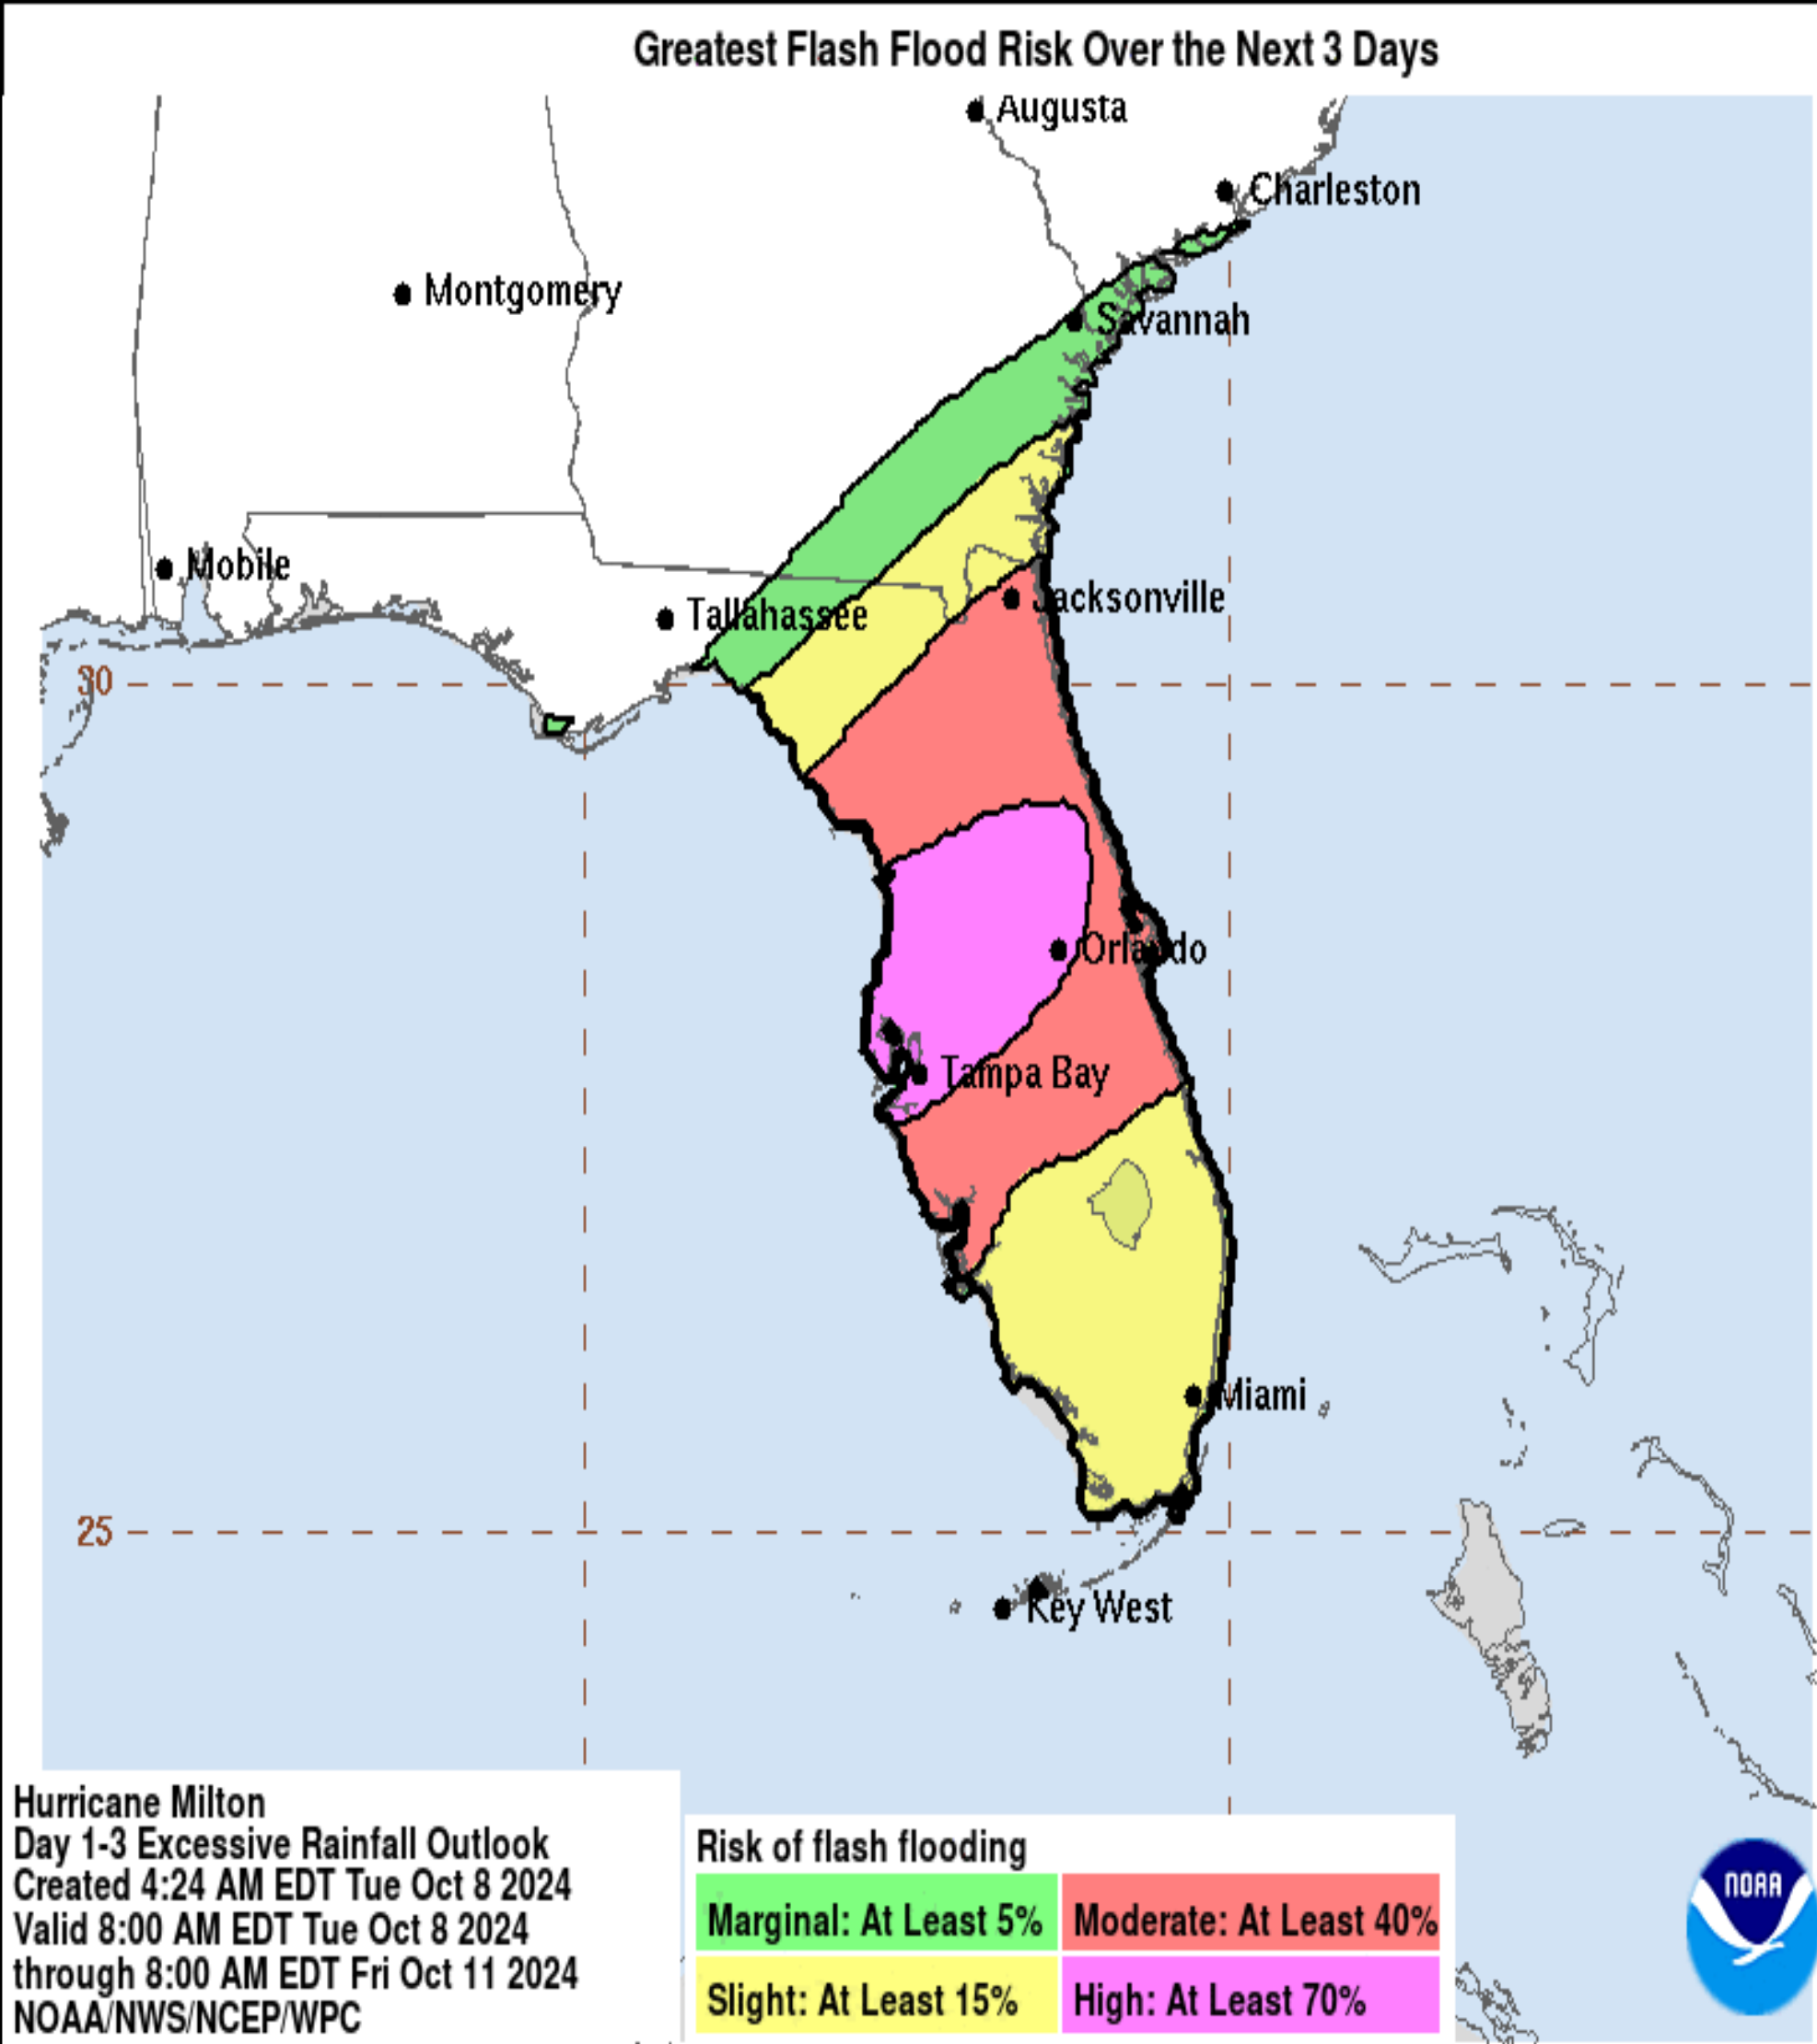 Greatest Flash Flood Risk Over the Next 3 Days
Augusta
Charleston
Montgomery
Savannah
Mobile
Tallahassee
Jacksonville
30
Orlando
Tampa Bay
Miami
25
Key West
Hurricane Milton
Day 1-3 Excessive Rainfall Outlook
Created 4:24 AM EDT Tue Oct 8 2024
Valid 8:00 AM EDT Tue Oct 8 2024
through 8:00 AM EDT Fri Oct 11 2024
NOAA/NWS/NCEP/WPC
Risk of flash flooding
Marginal: At Least 5%
Moderate: At Least 40%
Slight: At Least 15%
High: At Least 70%
NOAA